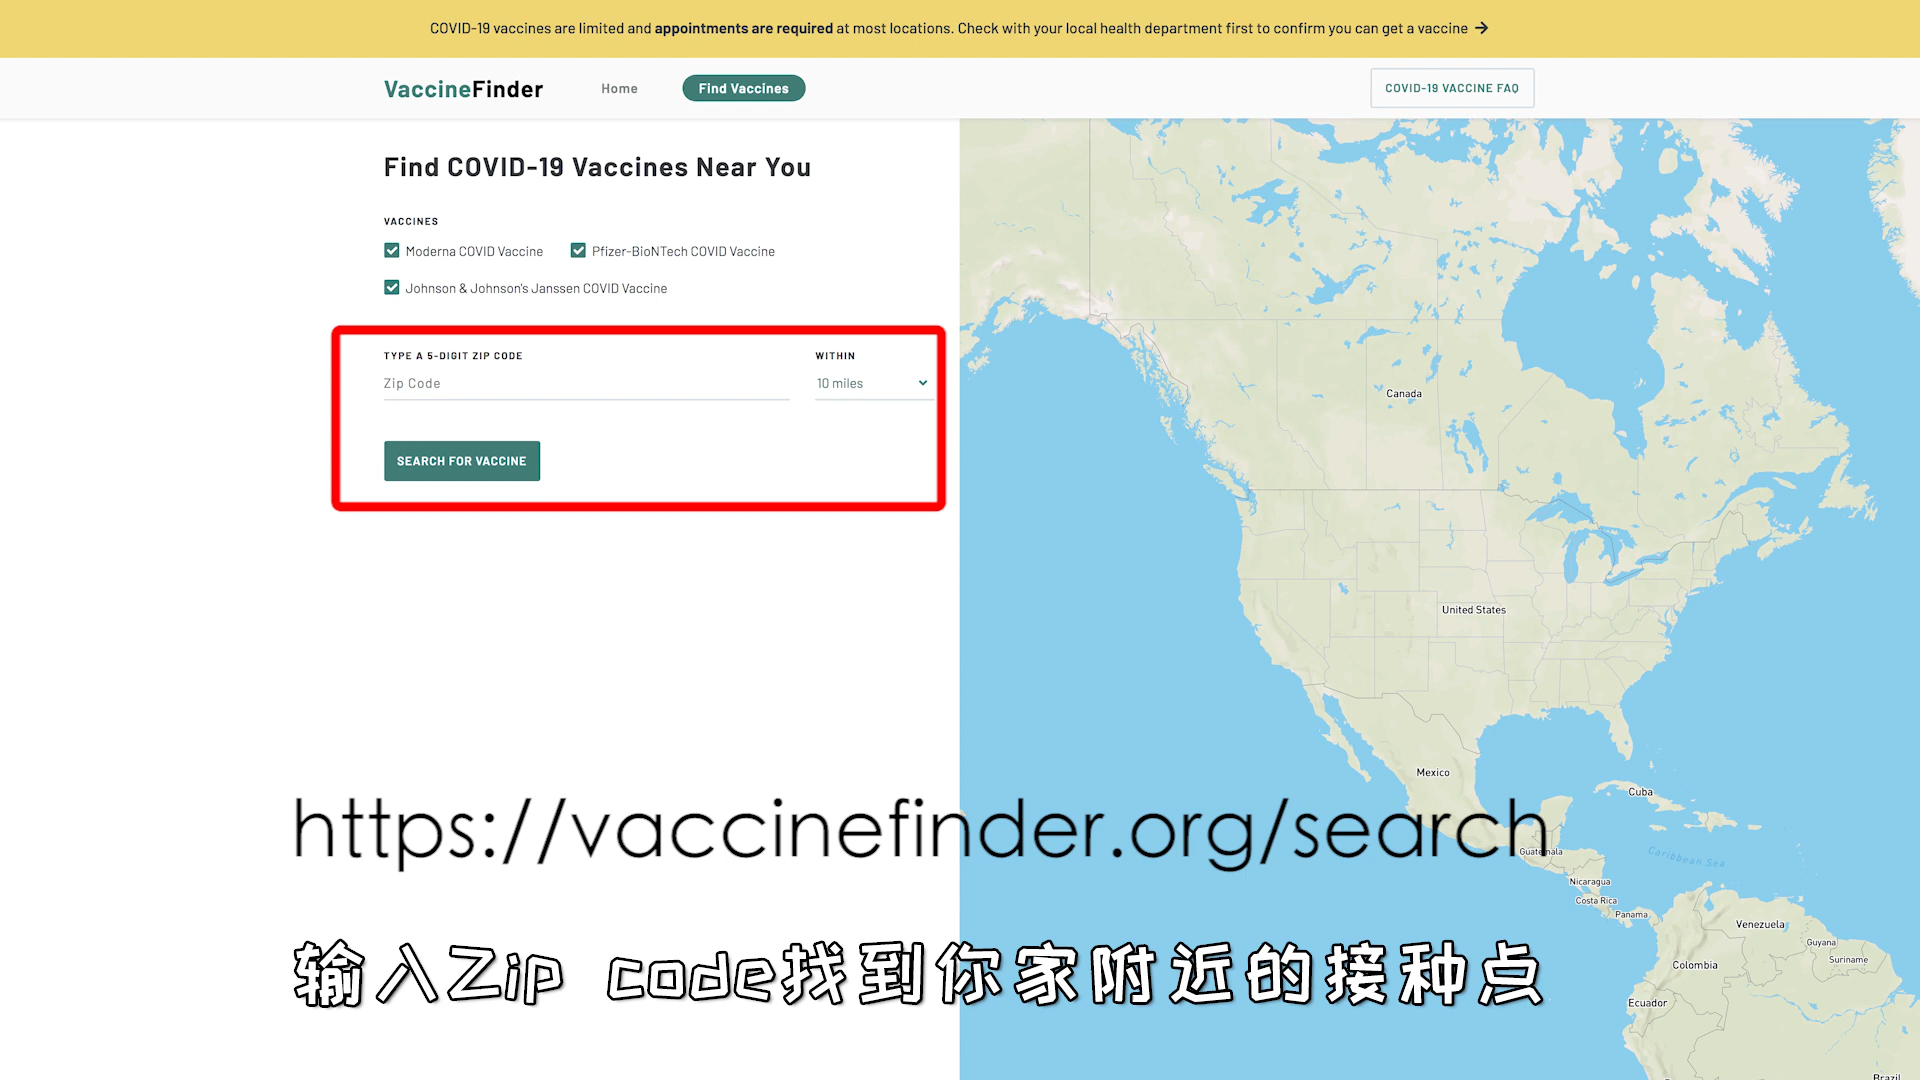 COVID-19 vaccines are limited and appointments are required at most locations. Check with your local health department first to confirm you can get a vaccine →
VaccineFinder
Home
Find Vaccines
COVID-19 VACCINE FAQ
Find COVID-19 Vaccines Near You
VACCINES
Moderna COVID Vaccine
Pfizer-BioNTech COVID Vaccine
Johnson & Johnson's Janssen COVID Vaccine
TYPE A 5-DIGIT ZIP CODE
WITHIN
Zip Code
10 miles
SEARCH FOR VACCINE
Canada
United States
Mexico
Cuba
https://vaccinefinder.org/search
Guatemala
Caribbean Sea
Nicaragua
Costa Rica
Panama
Venezuela
Guyana
Suriname
Colombia
Ecuador
输入Zip code找到你家附近的接种点
Brazil